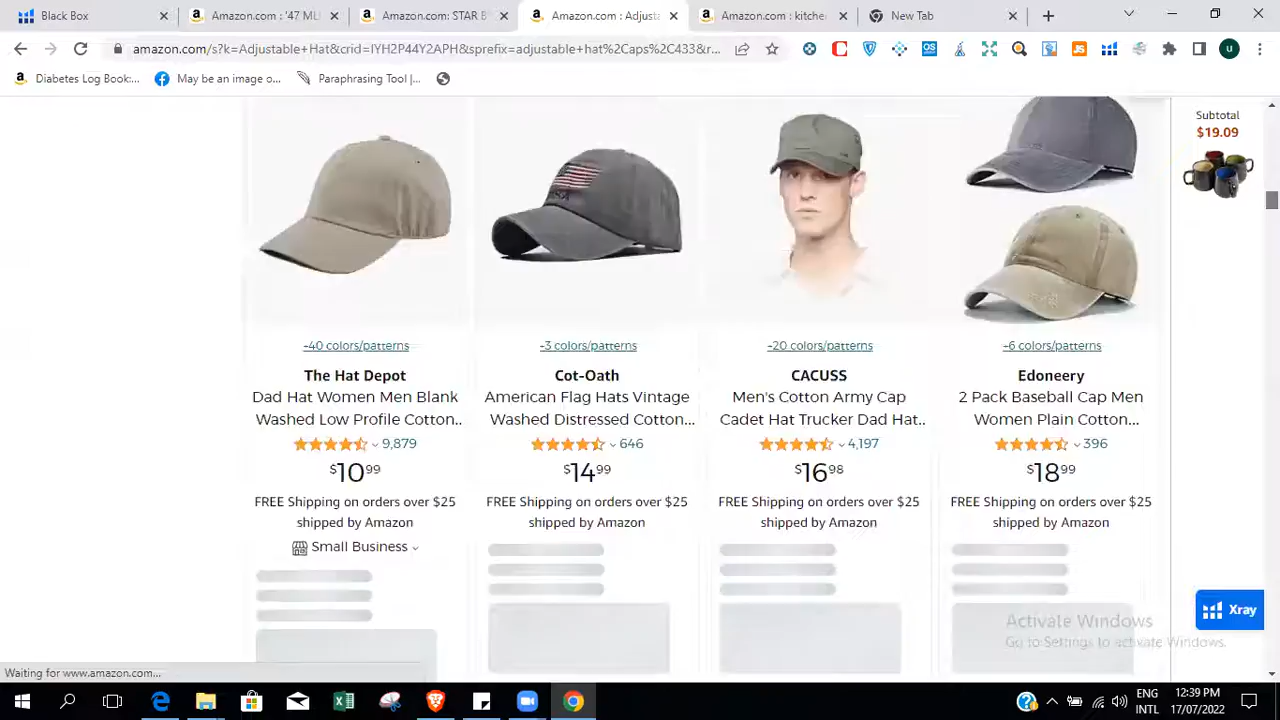 Black Box
Amazon.com : '47 ML
Amazon.com: STAR B
Amazon.com : Adjusta
Amazon.com : kitche
New Tab
amazon.com/s?k=Adjustable+Hat&crid=IYH2P44Y2APH&sprefix=adjustable+hat%2Caps%2C433&r...
Diabetes Log Book:...
May be an image o...
Paraphrasing Tool |...
Subtotal
$19.09
+40 colors/patterns
+3 colors/patterns
+20 colors/patterns
+6 colors/patterns
The Hat Depot
Cot-Oath
CACUSS
Edoneery
Dad Hat Women Men Blank
Washed Low Profile Cotton...
American Flag Hats Vintage
Washed Distressed Cotton...
Men's Cotton Army Cap
Cadet Hat Trucker Dad Hat...
2 Pack Baseball Cap Men
Women Plain Cotton...
9,879
646
4,197
396
$10.99
$14.99
$16.98
$18.99
FREE Shipping on orders over $25
shipped by Amazon
FREE Shipping on orders over $25
shipped by Amazon
FREE Shipping on orders over $25
shipped by Amazon
FREE Shipping on orders over $25
shipped by Amazon
Small Business
Xray
Activate Windows
Go to Settings to activate Windows.
Waiting for www.amazon.com...
ENG
INTL
12:39 PM
17/07/2022